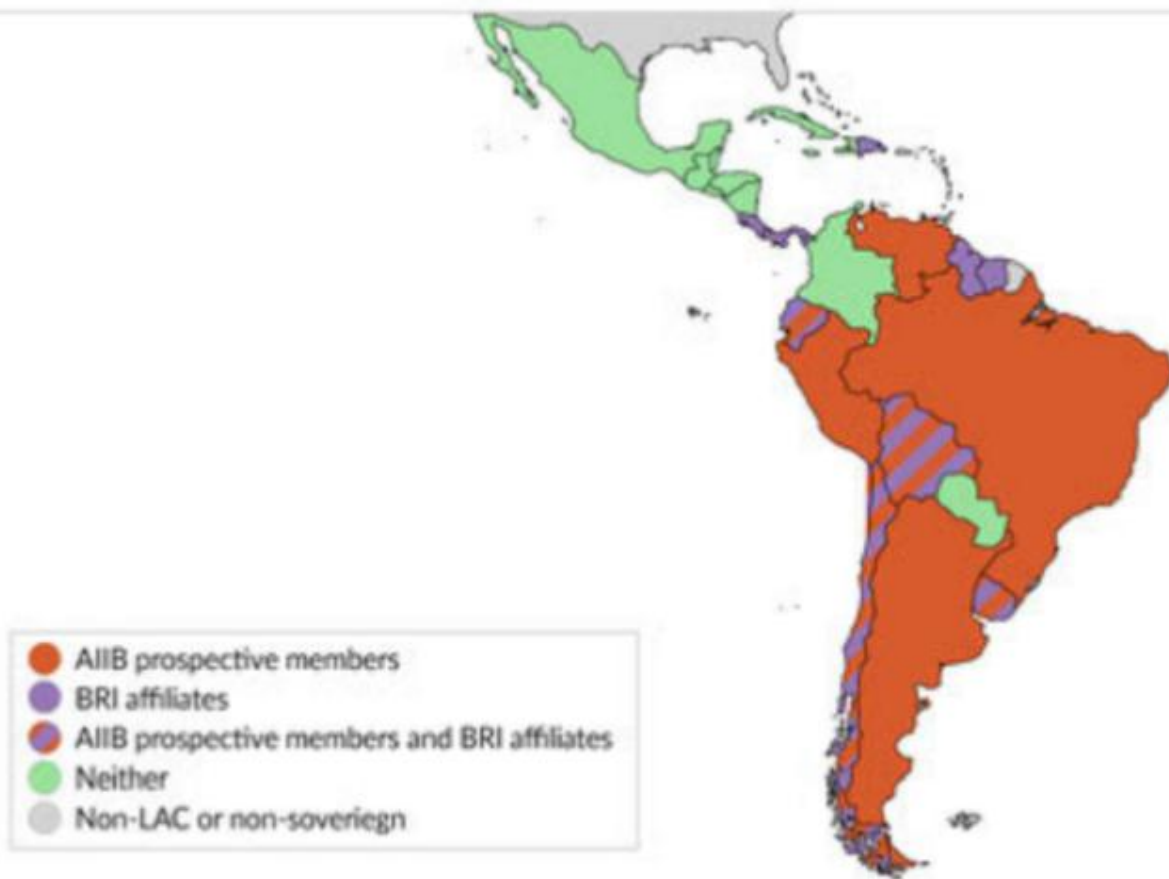 AIIB prospective members
BRI affiliates
AIIB prospective members and BRI affiliates
Neither
Non-LAC or non-soveriegn